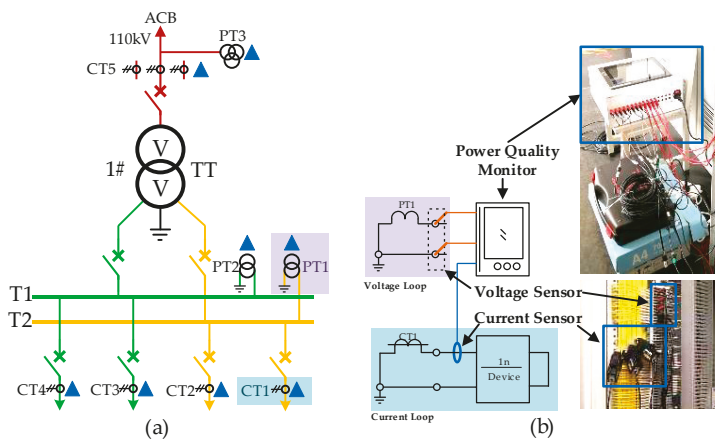 ACB
110kV
PT3
CT5
V
1#
TT
V
PT2
PT1
T1
T2
CT4
CT3
CT2
CT1
(a)
Power Quality
Monitor
PT1
Voltage Loop
Voltage Sensor
Current Sensor
CT1
1n
Device
Current Loop
(b)
A4